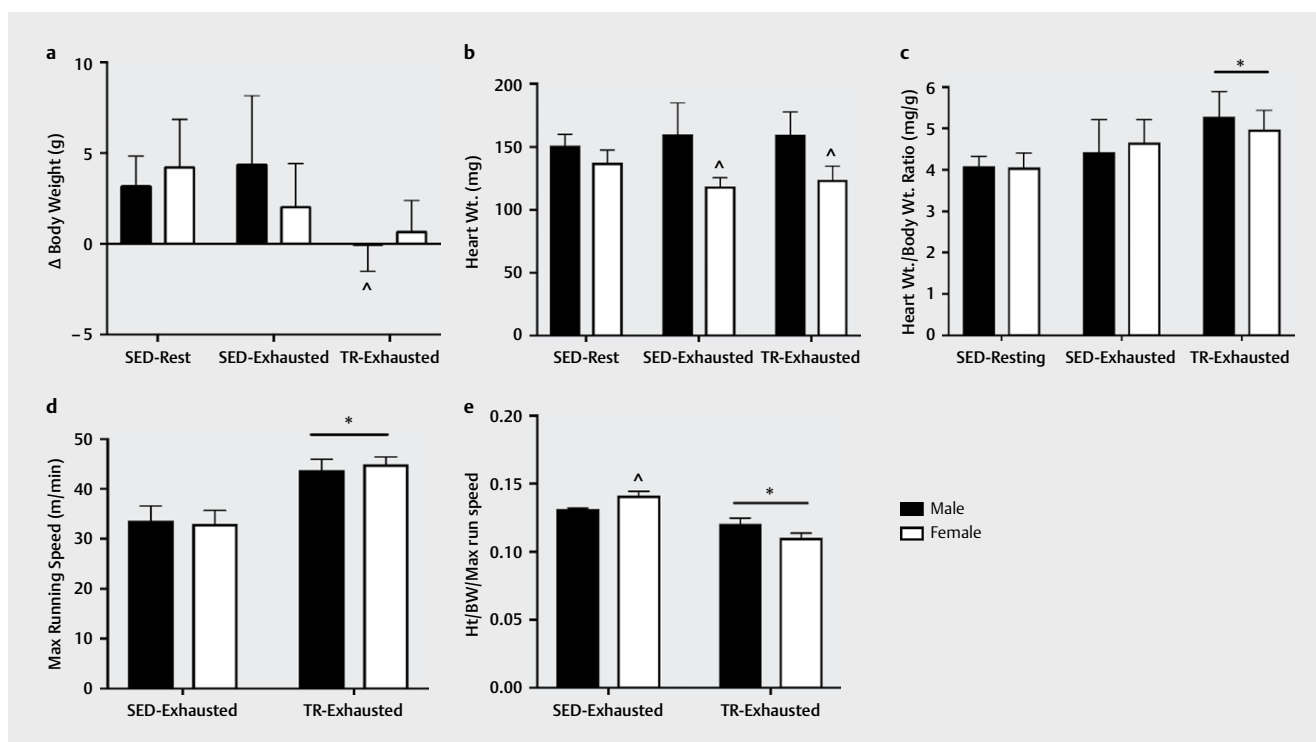 a
Δ Body Weight (g)
10
5
0
– 5
SED-Rest SED-Exhausted TR-Exhausted
^
b
Heart Wt. (mg)
200
150
100
50
0
^ ^
SED-Rest SED-Exhausted TR-Exhausted
c
Heart Wt./Body Wt. Ratio (mg/g)
6
5
4
3
2
1
0
*
SED-Resting SED-Exhausted TR-Exhausted
d
Max Running Speed (m/min)
50
40
30
20
10
0
*
SED-Exhausted TR-Exhausted
e
Ht/BW/Max run speed
0.20
0.15
0.10
0.05
0.00
^ *
SED-Exhausted TR-Exhausted
Male
Female